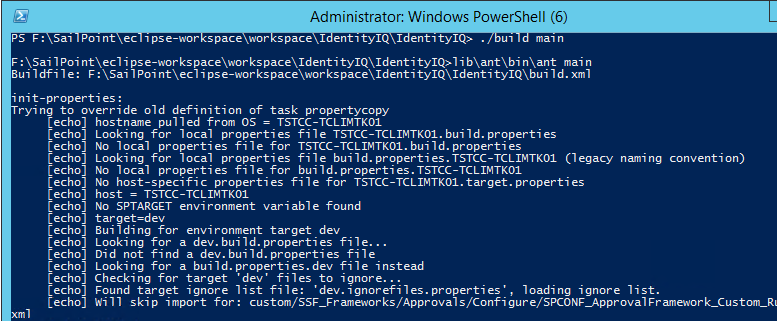 Administrator: Windows PowerShell (6)
PS F:\SailPoint\eclipse-workspace\workspace\IdentityIQ\IdentityIQ> ./build main
F:\SailPoint\eclipse-workspace\workspace\IdentityIQ\IdentityIQ>lib\ant\bin\ant main
Buildfile: F:\SailPoint\eclipse-workspace\workspace\IdentityIQ\IdentityIQ\build.xml
init-properties:
Trying to override old definition of task propertycopy
[echo] hostname pulled from OS = TSTCC-TCLIMTK01
[echo] Looking for local properties file TSTCC-TCLIMTK01.build.properties
[echo] No local properties file for TSTCC-TCLIMTK01.build.properties
[echo] Looking for local properties file build.properties.TSTCC-TCLIMTK01 (legacy naming convention)
[echo] No local properties file for build.properties.TSTCC-TCLIMTK01
[echo] No host-specific properties file for TSTCC-TCLIMTK01.target.properties
[echo] host = TSTCC-TCLIMTK01
[echo] No SPTARGET environment variable found
[echo] target=dev
[echo] Building for environment target dev
[echo] Looking for a dev.build.properties file...
[echo] Did not find a dev.build.properties file
[echo] Looking for a build.properties.dev file instead
[echo] Checking for target 'dev' files to ignore...
[echo] Found target ignore list file: 'dev.ignorefiles.properties', loading ignore list.
[echo] Will skip import for: custom/SSF_Frameworks/Approvals/Configure/SPCONF_ApprovalFramework_Custom_Ru
xml